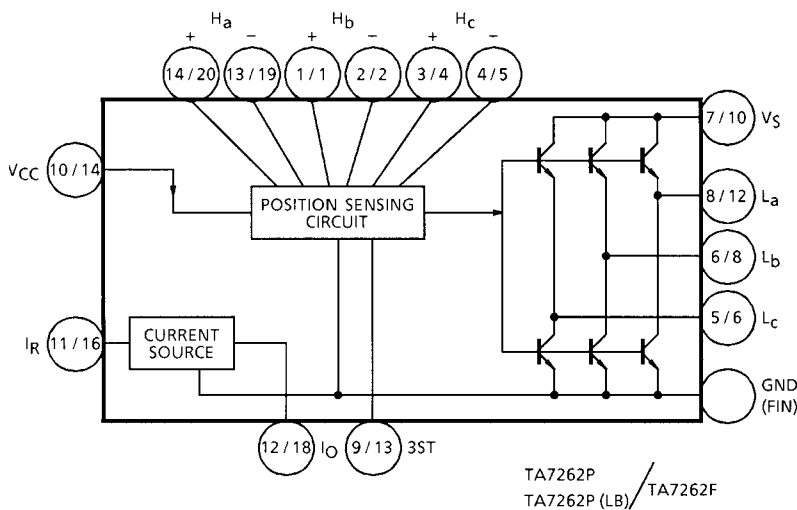 Ha Hb Hc
+ − + − + −
14 / 20 13 / 19 1 / 1 2 / 2 3 / 4 4 / 5
7 / 10 VS
VCC 10 / 14
POSITION SENSING
CIRCUIT
8 / 12 La
6 / 8 Lb
5 / 6 Lc
IR 11 / 16
CURRENT
SOURCE
GND
(FIN)
12 / 18 IO 9 / 13 3ST
TA7262P
TA7262P (LB) / TA7262F